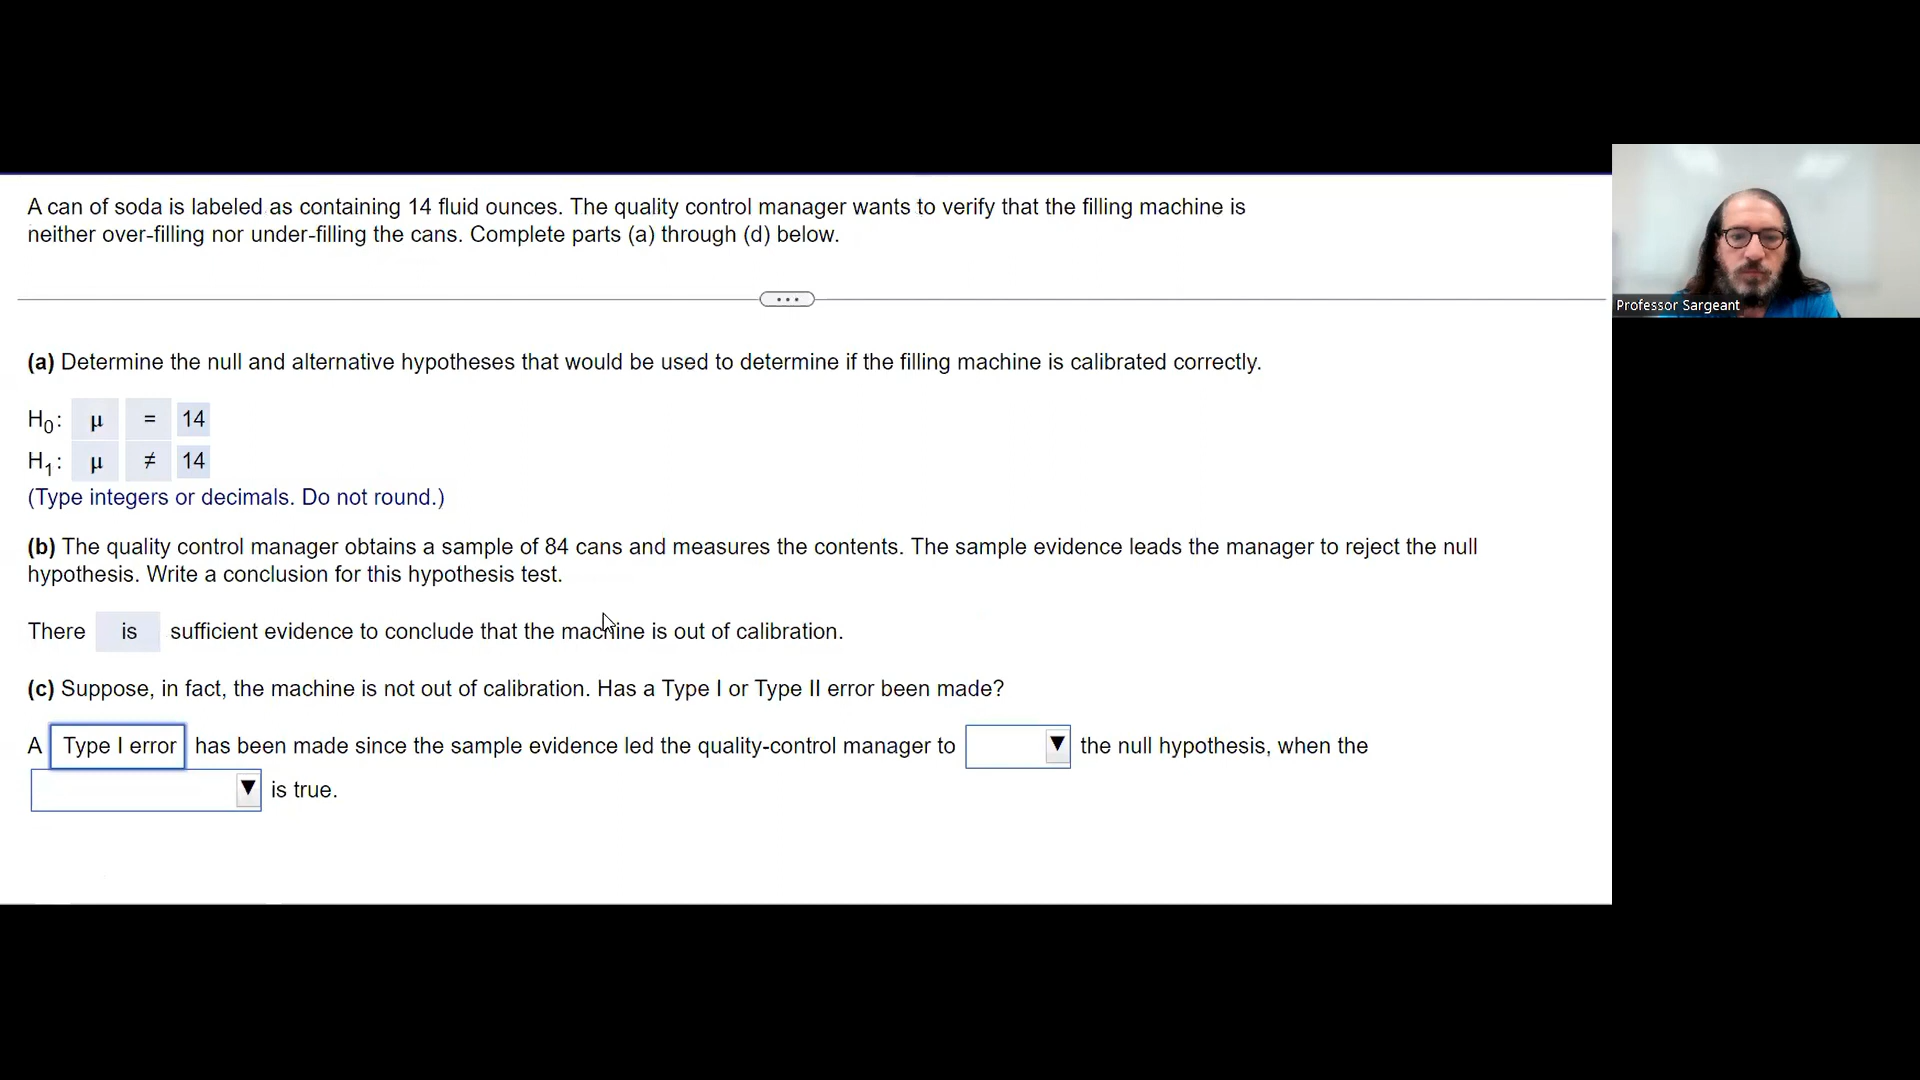 A can of soda is labeled as containing 14 fluid ounces. The quality control manager wants to verify that the filling machine is
neither over-filling nor under-filling the cans. Complete parts (a) through (d) below.
Professor Sargeant
(a) Determine the null and alternative hypotheses that would be used to determine if the filling machine is calibrated correctly.
H0: μ = 14
H1: μ ≠ 14
(Type integers or decimals. Do not round.)
(b) The quality control manager obtains a sample of 84 cans and measures the contents. The sample evidence leads the manager to reject the null
hypothesis. Write a conclusion for this hypothesis test.
There is sufficient evidence to conclude that the machine is out of calibration.
(c) Suppose, in fact, the machine is not out of calibration. Has a Type I or Type II error been made?
A Type I error has been made since the sample evidence led the quality-control manager to ▼ the null hypothesis, when the
▼ is true.